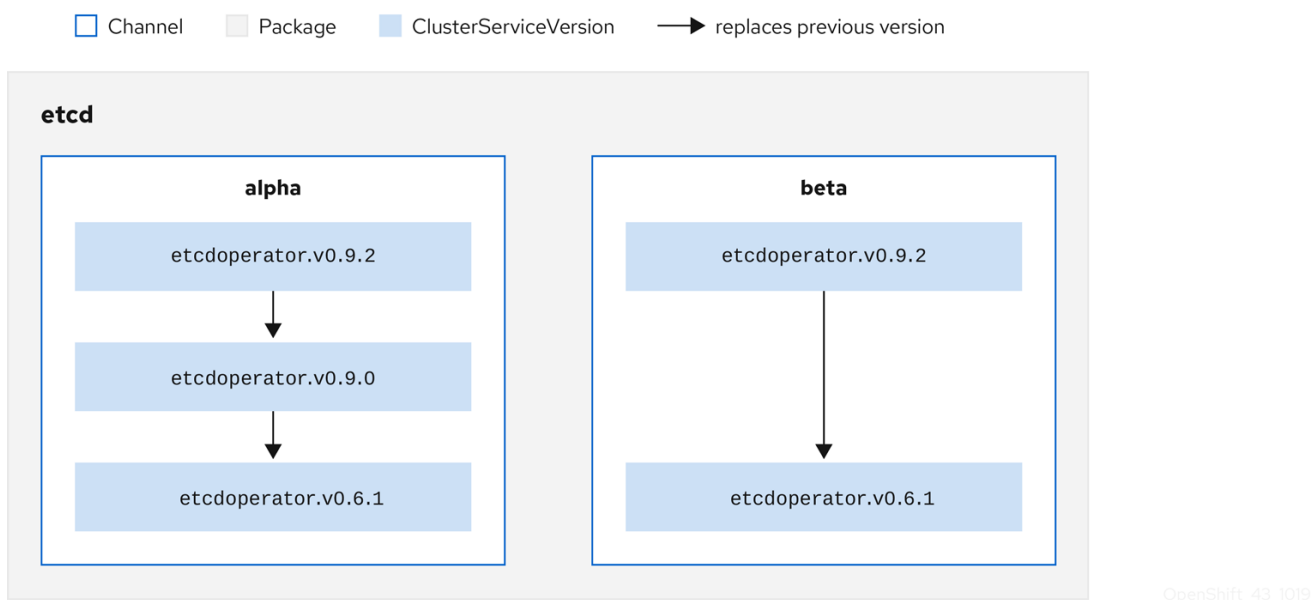 Channel Package ClusterServiceVersion replaces previous version
etcd
alpha
etcdoperator.v0.9.2
etcdoperator.v0.9.0
etcdoperator.v0.6.1
beta
etcdoperator.v0.9.2
etcdoperator.v0.6.1
OpenShift_43_1019